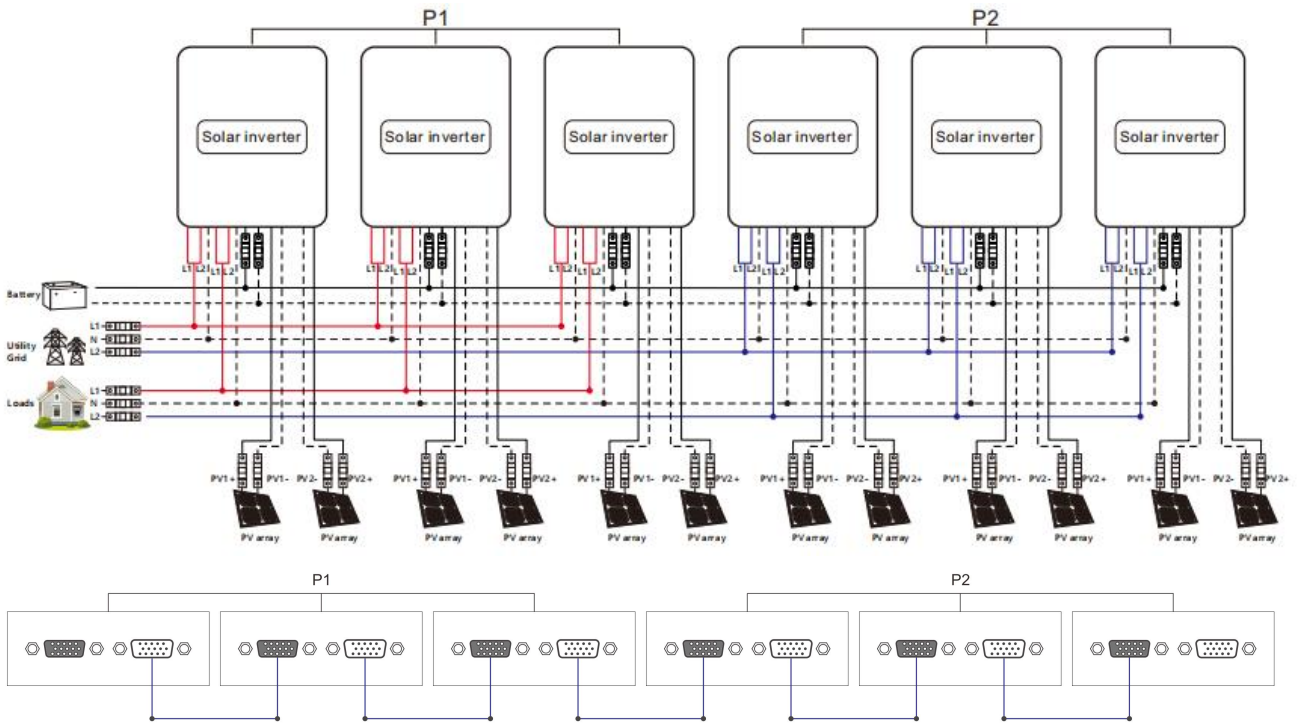 P1 P2
Solar inverter Solar inverter Solar inverter Solar inverter Solar inverter Solar inverter
L1 L2 L1 L2 L1 L2 L1 L2 L1 L2 L1 L2 L1 L2 L1 L2 L1 L2 L1 L2 L1 L2 L1 L2
Battery
L1
N
L2
Utility
Grid
L1
N
L2
Loads
PV1+ PV1- PV2- PV2+ PV1+ PV1- PV2- PV2+ PV1+ PV1- PV2- PV2+ PV1+ PV1- PV2- PV2+ PV1+ PV1- PV2- PV2+ PV1+ PV1- PV2- PV2+
PV array PV array PV array PV array PV array PV array PV array PV array PV array PV array PV array PV array
P1 P2